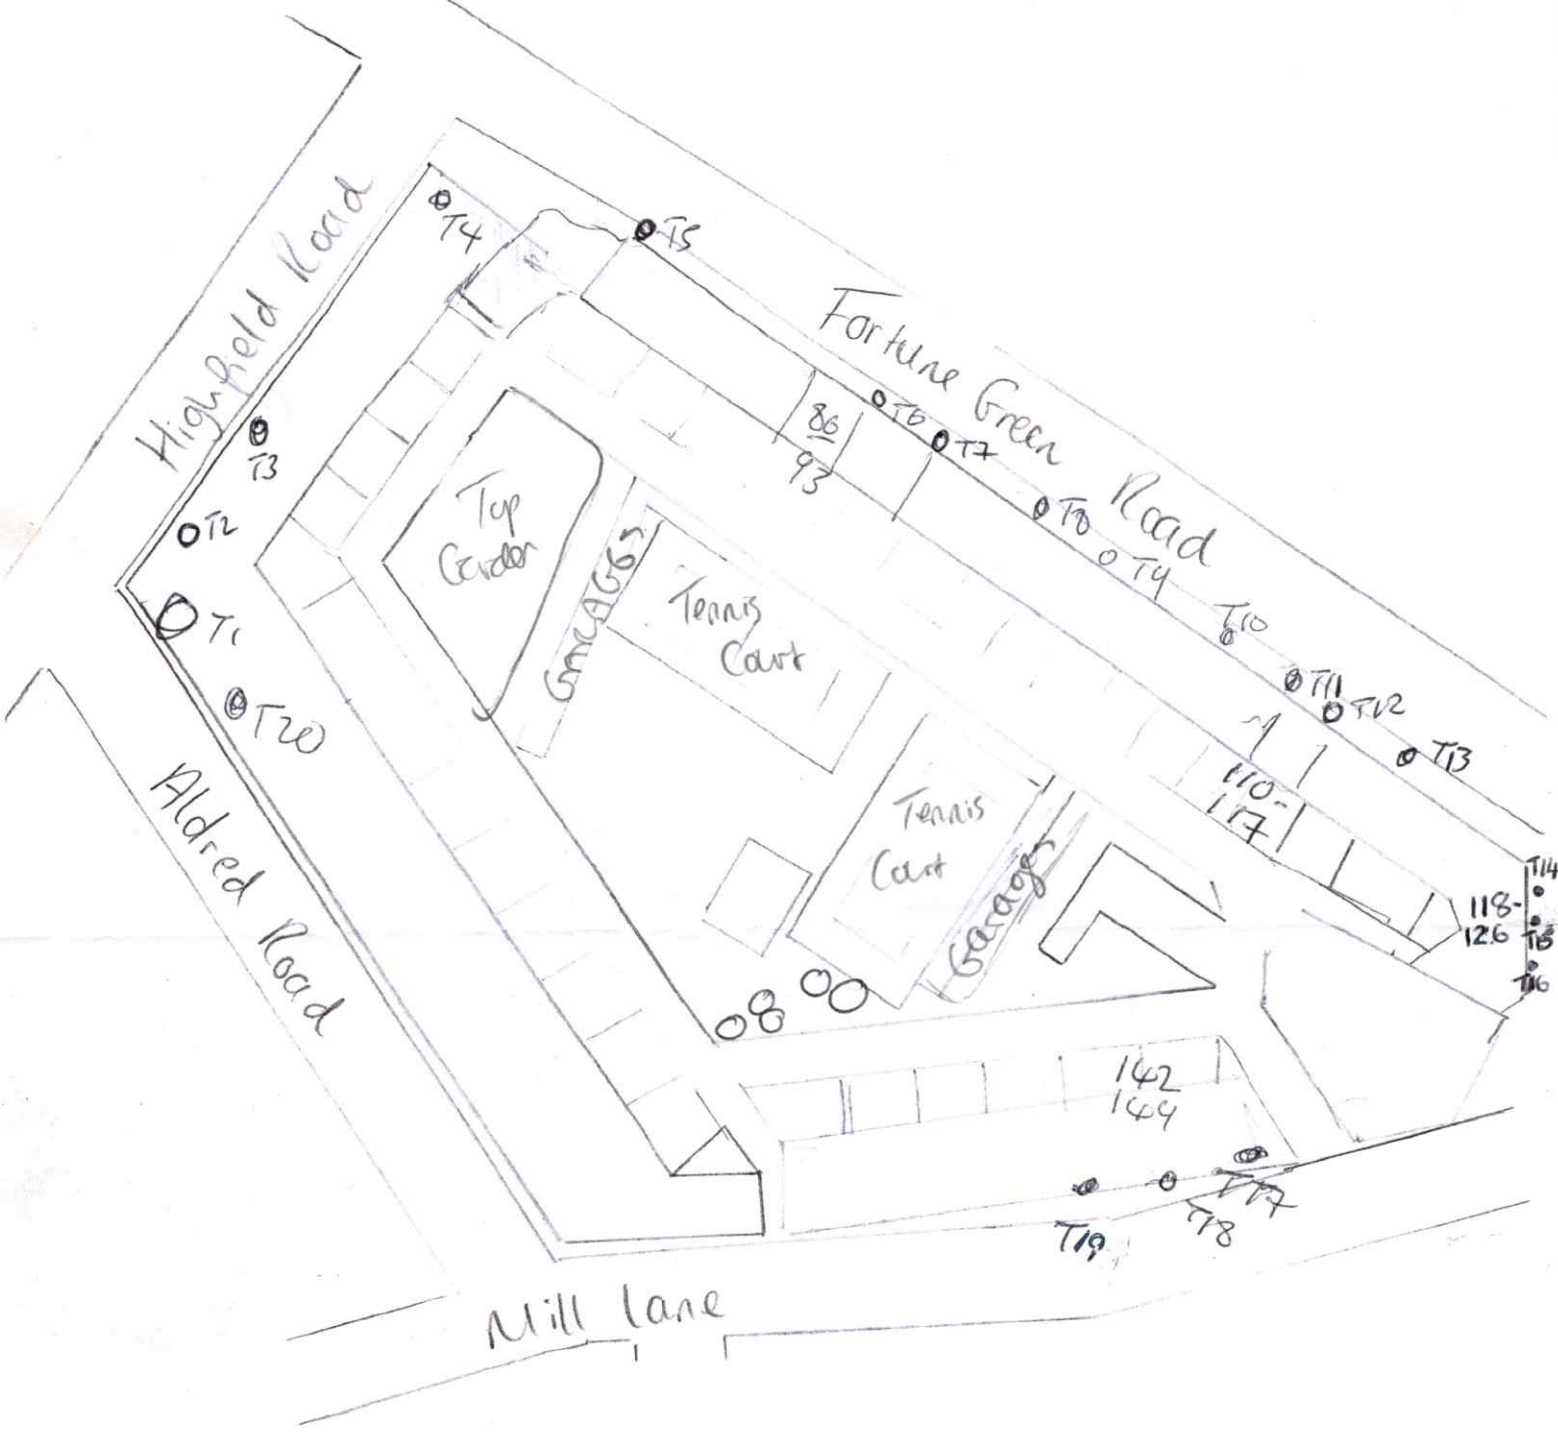 Highfield Road
T4
T5
Fortune Green Road
T3
T2
T1
T20
Top
Garden
GARAGES
Tennis
Court
86
93
T6
T7
T8
T9
T10
T11
T12
T13
110-
117
T14
118-
126
T15
T16
Tennis
Court
Garages
Aldred Road
142
144
T17
T18
T19
Mill Lane